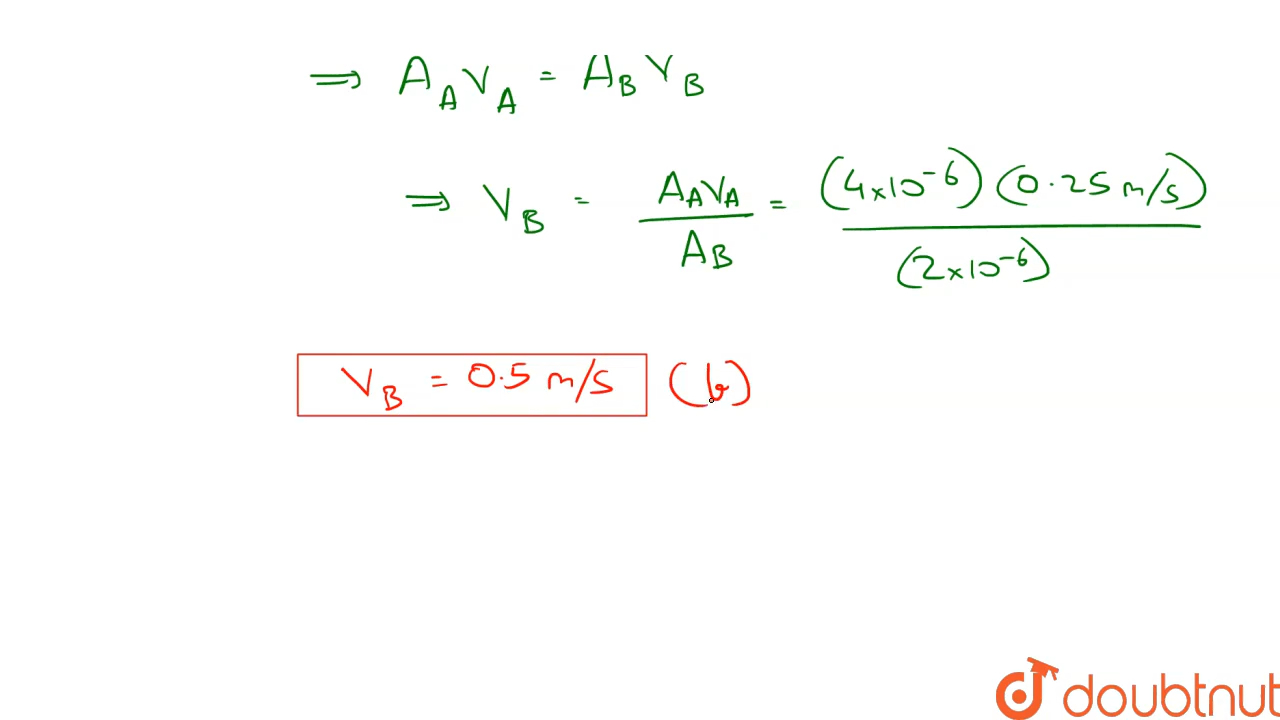 ⟹ A_A V_A = A_B V_B
⟹ V_B = A_A V_A / A_B = (4×10⁻⁶) (0.25 m/s) / (2×10⁻⁶)
V_B = 0.5 m/s (b)
doubtnut